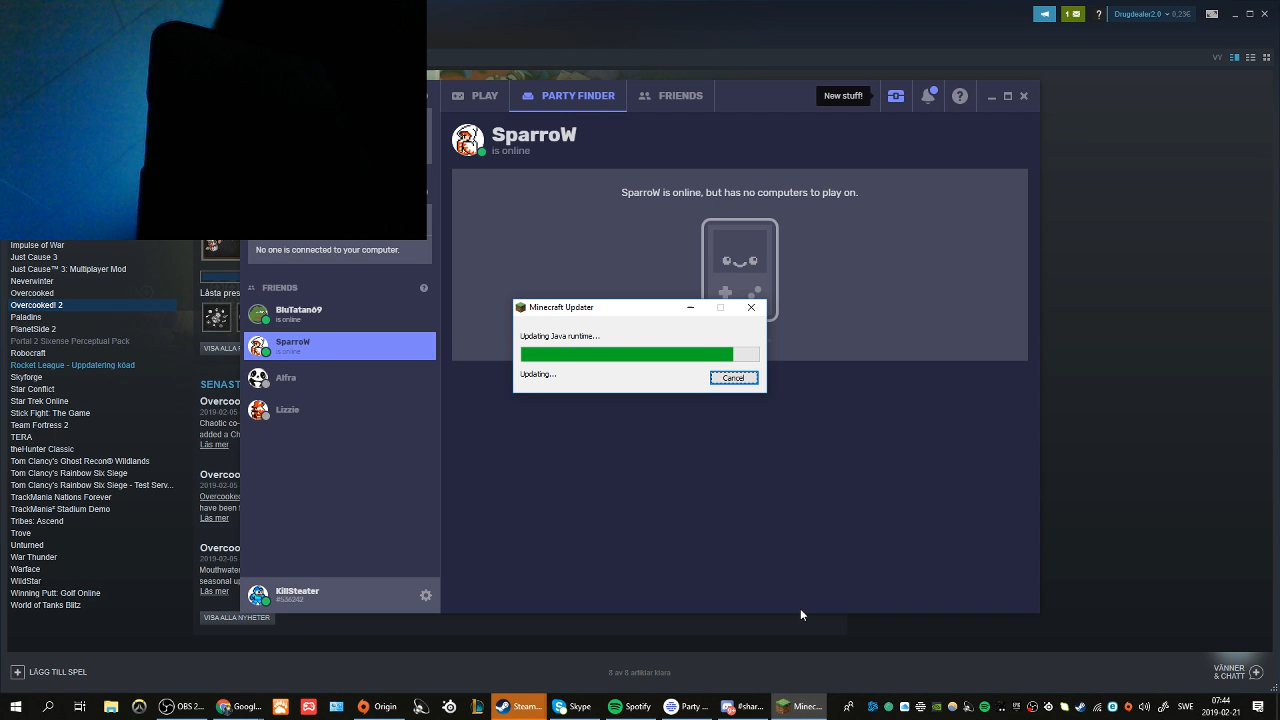 Drugdealer2.0
0,23€
1
?
VY
PLAY
PARTY FINDER
FRIENDS
New stuff!
SparroW
is online
SparroW is online, but has no computers to play on.
No one is connected to your computer.
FRIENDS
BluTatan69
is online
SparroW
is online
Alfra
Lizzie
KillSteater
#536242
Minecraft Updater
Updating Java runtime...
Updating...
Cancel
Impulse of War
Just Cause 3
Just Cause™ 3: Multiplayer Mod
Neverwinter
Overcooked
Overcooked! 2
Paladins
PlanetSide 2
Portal 2 Sixense Perceptual Pack
Robocraft
Rocket League - Uppdatering köad
Skyforge
Star Conflict
Star Trek Online
Stick Fight: The Game
Team Fortress 2
TERA
theHunter Classic
Tom Clancy's Ghost Recon® Wildlands
Tom Clancy's Rainbow Six Siege
Tom Clancy's Rainbow Six Siege - Test Serv...
TrackMania Nations Forever
TrackMania² Stadium Demo
Tribes: Ascend
Trove
Unturned
War Thunder
Warface
WildStar
Winning Putt: Golf Online
World of Tanks Blitz
Låsta pres
VISA ALLA
SENAST
Overcoo
2019-02-05
Chaotic co-
added a Ch
Läs mer
Overcoo
2019-02-05
Overcooked
have been
Läs mer
Overcoo
2019-02-05
Mouthwater
seasonal up
Läs mer
VISA ALLA NYHETER
LÄGG TILL SPEL
8 av 8 artiklar klara
VÄNNER
& CHATT
OBS 2...
Googl...
Origin
Steam...
Skype
Spotify
Party ...
#shar...
Minec...
SWE
07:44
2019-02-21